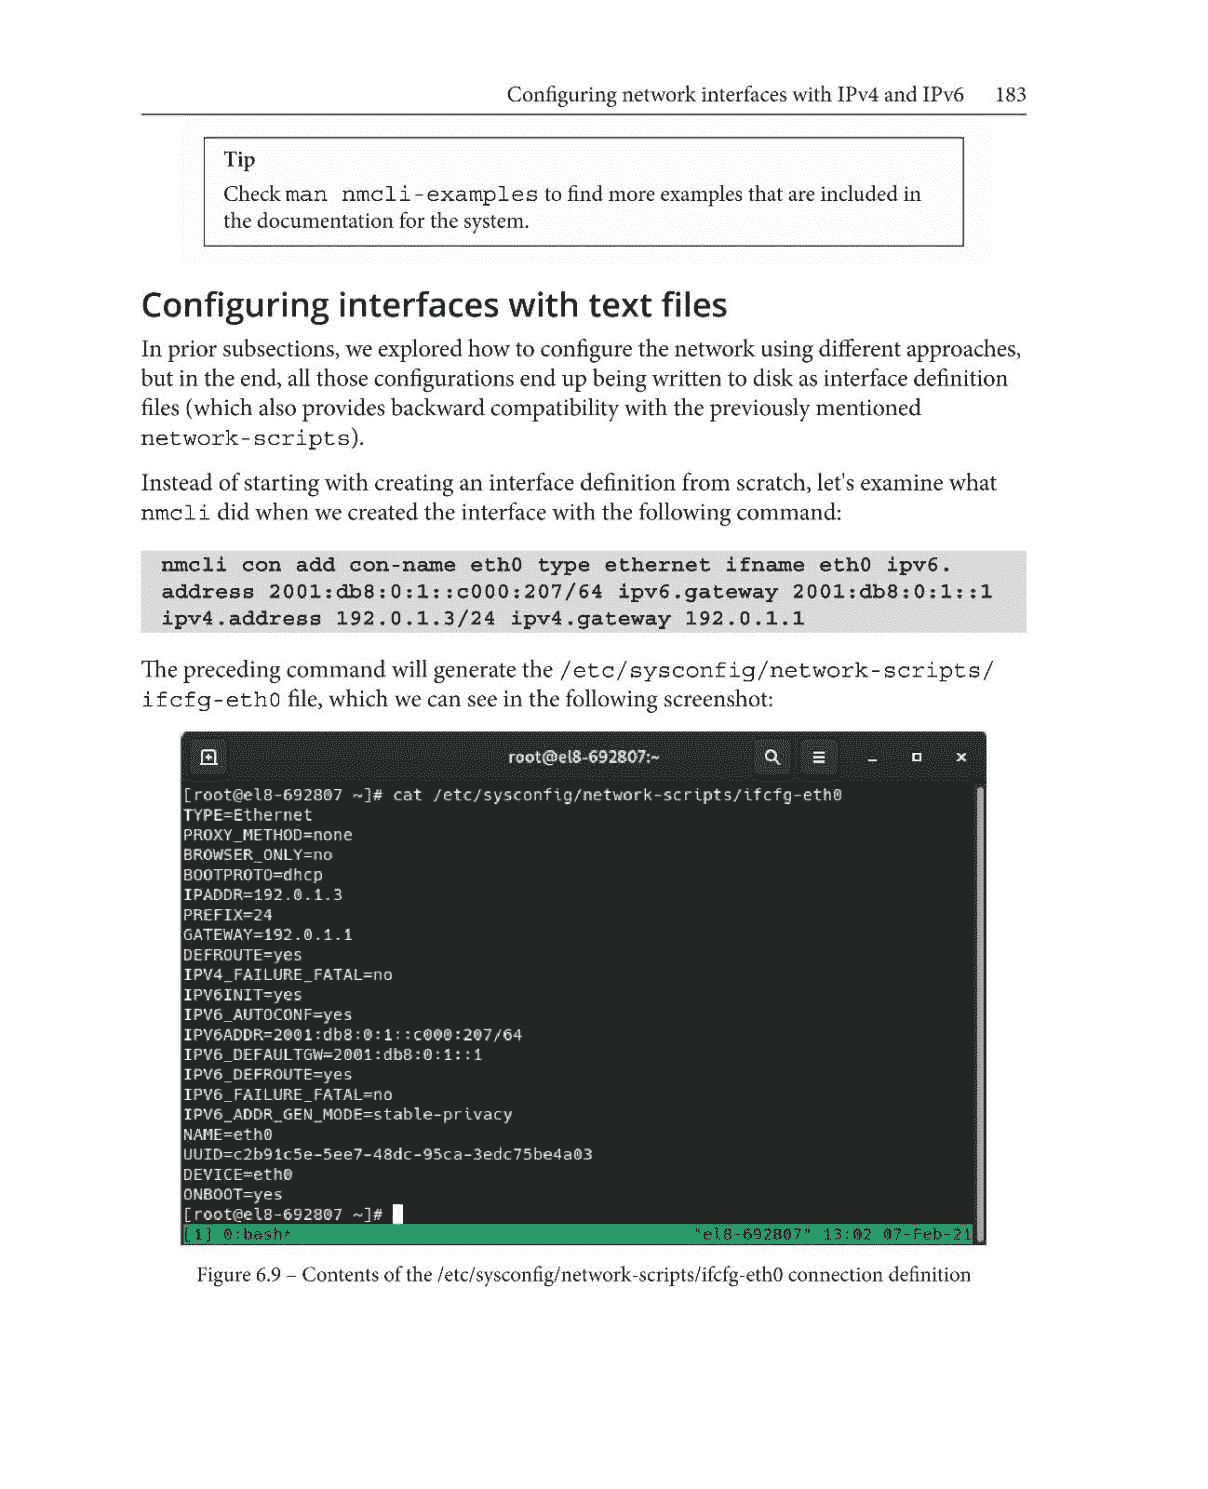 Configuring network interfaces with IPv4 and IPv6 183
Tip
Check man nmcli-examples to find more examples that are included in
the documentation for the system.
Configuring interfaces with text files
In prior subsections, we explored how to configure the network using different approaches,
but in the end, all those configurations end up being written to disk as interface definition
files (which also provides backward compatibility with the previously mentioned
network-scripts).
Instead of starting with creating an interface definition from scratch, let's examine what
nmcli did when we created the interface with the following command:
nmcli con add con-name eth0 type ethernet ifname eth0 ipv6.
address 2001:db8:0:1::c000:207/64 ipv6.gateway 2001:db8:0:1::1
ipv4.address 192.0.1.3/24 ipv4.gateway 192.0.1.1
The preceding command will generate the /etc/sysconfig/network-scripts/
ifcfg-eth0 file, which we can see in the following screenshot:
root@el8-692807:~
[root@el8-692807 ~]# cat /etc/sysconfig/network-scripts/ifcfg-eth0
TYPE=Ethernet
PROXY_METHOD=none
BROWSER_ONLY=no
BOOTPROTO=dhcp
IPADDR=192.0.1.3
PREFIX=24
GATEWAY=192.0.1.1
DEFROUTE=yes
IPV4_FAILURE_FATAL=no
IPV6INIT=yes
IPV6_AUTOCONF=yes
IPV6ADDR=2001:db8:0:1::c000:207/64
IPV6_DEFAULTGW=2001:db8:0:1::1
IPV6_DEFROUTE=yes
IPV6_FAILURE_FATAL=no
IPV6_ADDR_GEN_MODE=stable-privacy
NAME=eth0
UUID=c2b91c5e-5ee7-48dc-95ca-3edc75be4a03
DEVICE=eth0
ONBOOT=yes
[root@el8-692807 ~]#
[1] 0:bash* "el8-692807" 13:02 07-Feb-21
Figure 6.9 – Contents of the /etc/sysconfig/network-scripts/ifcfg-eth0 connection definition